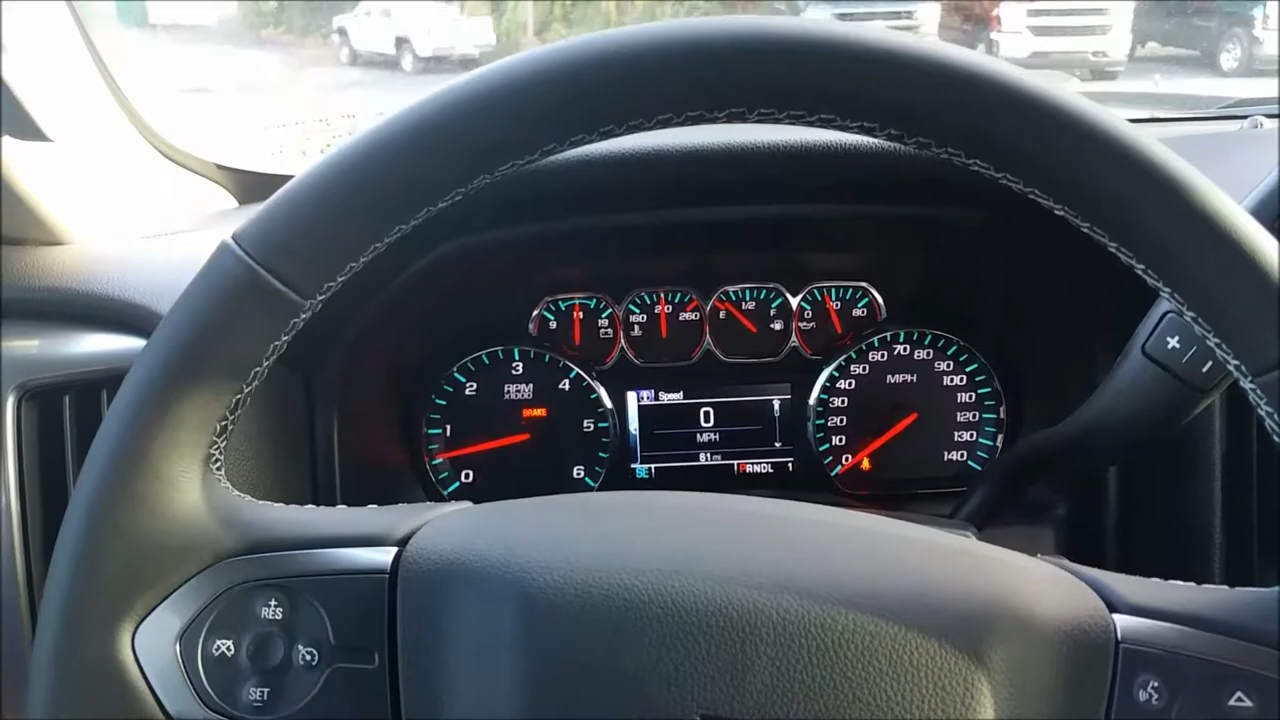 9 14 19
160 210 260
E 1/2 F
0 40 80
RPM
x1000
BRAKE
0 1 2 3 4 5 6
Speed
0
MPH
61 mi
SE PRNDL 1
MPH
0 10 20 30 40 50 60 70 80 90 100 110 120 130 140
+
RES
SET